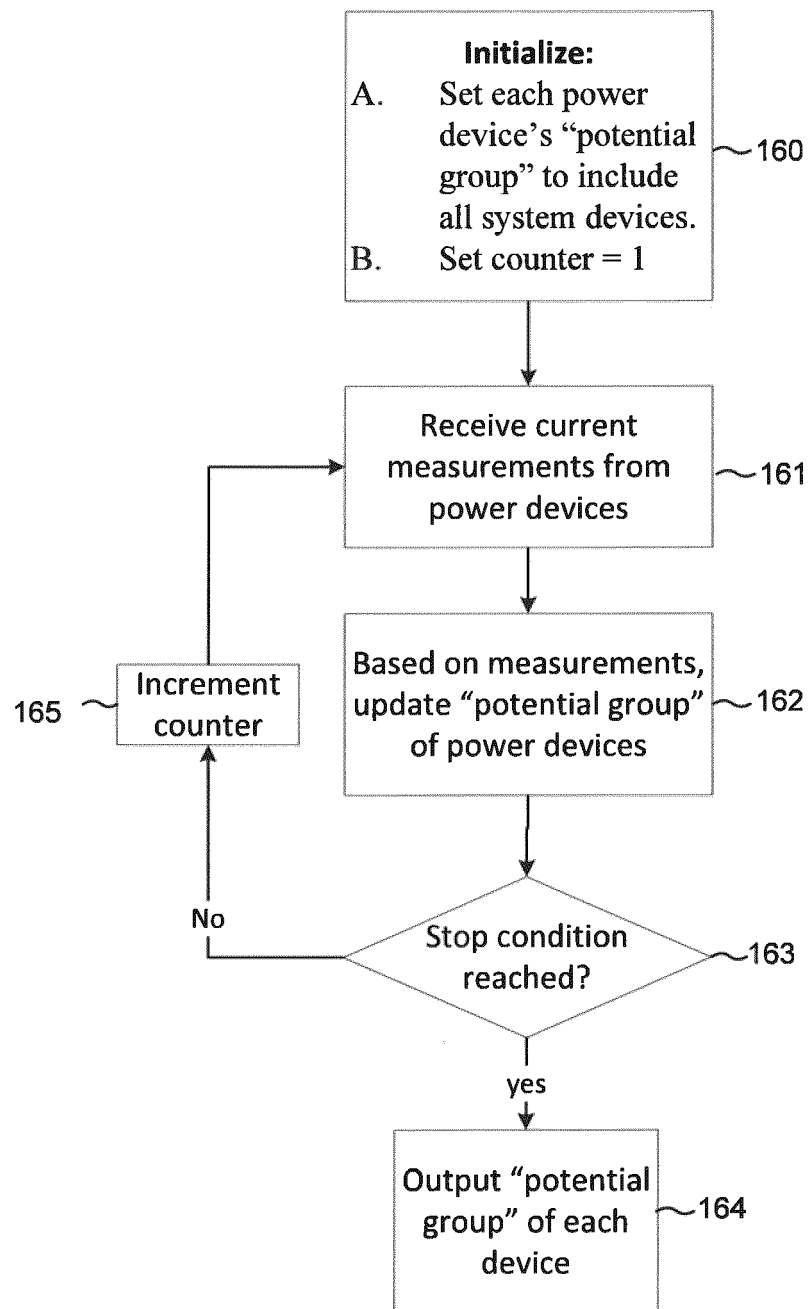 Initialize:
A. Set each power
device's “potential
group” to include
all system devices.
B. Set counter = 1
160
Receive current
measurements from
power devices
161
Based on measurements,
update “potential group”
of power devices
162
Increment
counter
165
No
Stop condition
reached?
163
yes
Output “potential
group” of each
device
164